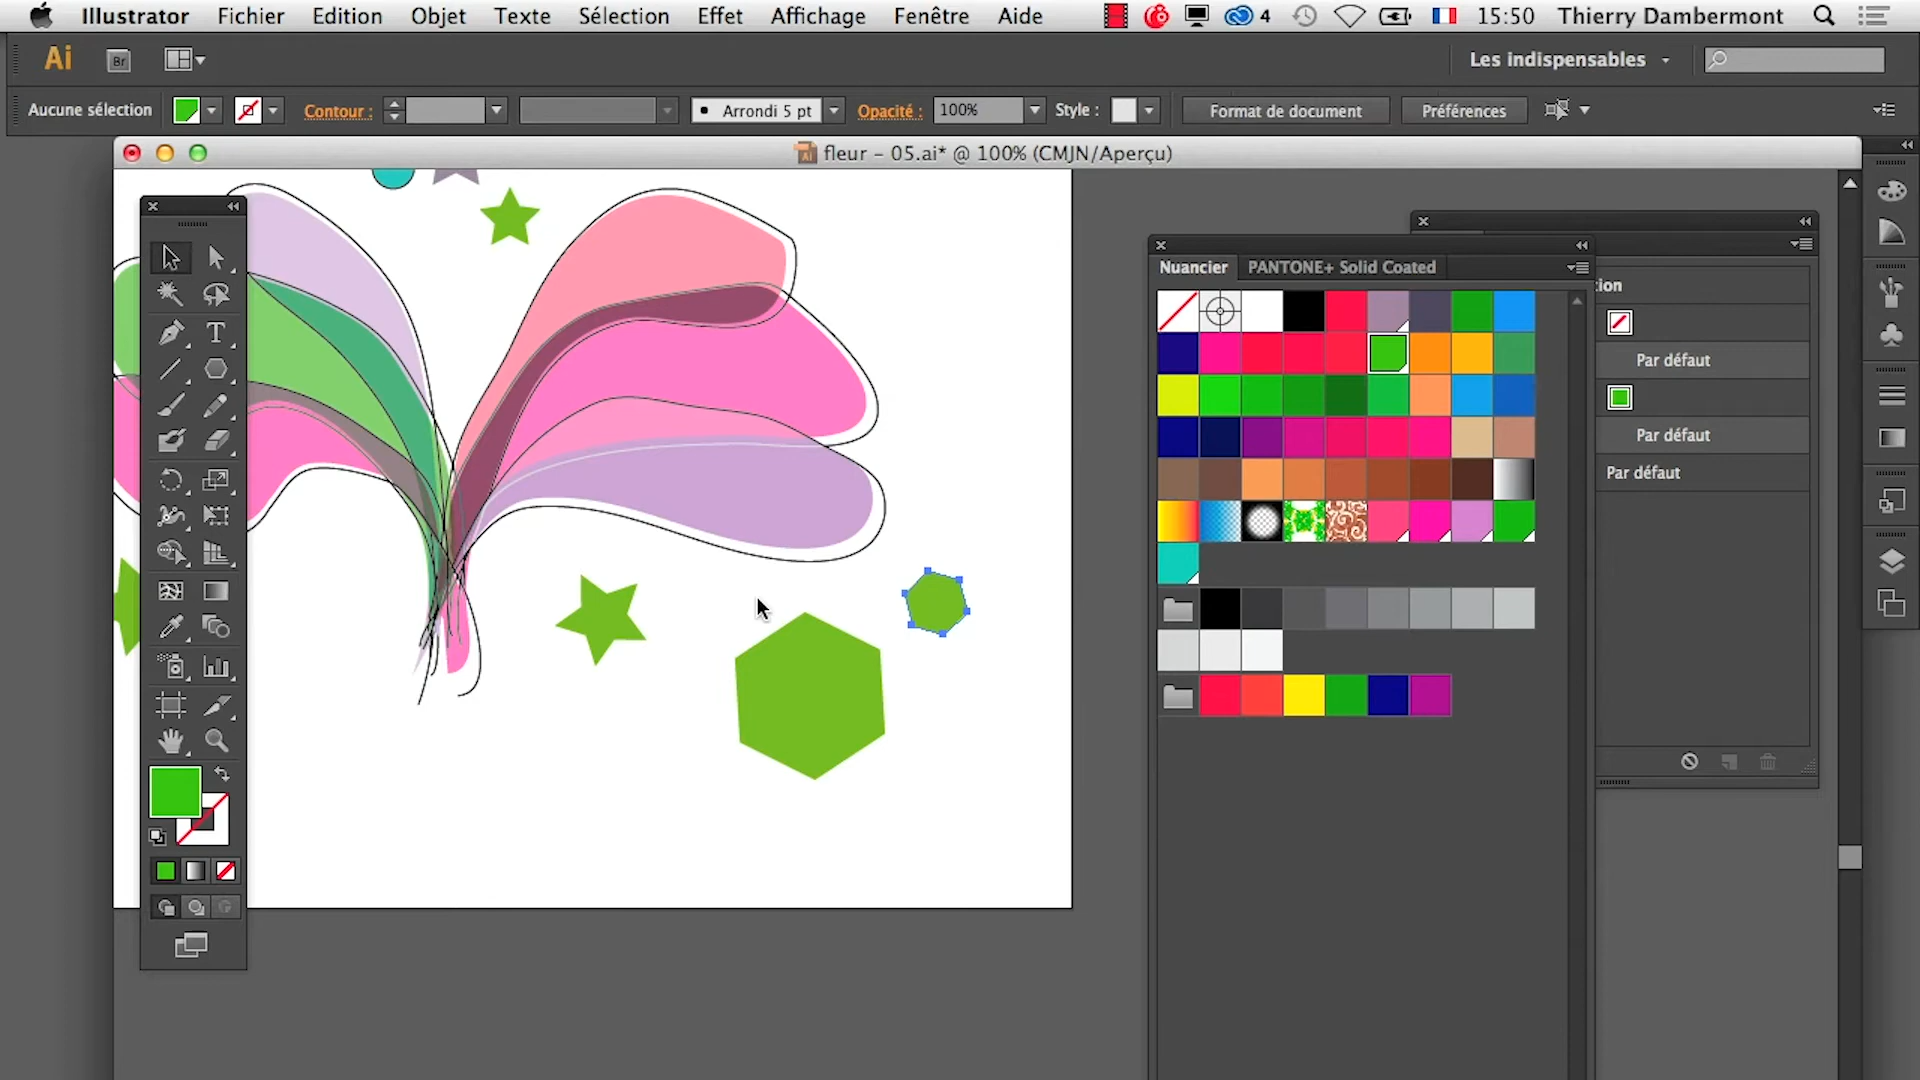 Illustrator Fichier Edition Objet Texte Sélection Effet Affichage Fenêtre Aide 4 15:50 Thierry Dambermont
Ai Br Les indispensables
Aucune sélection Contour : Arrondi 5 pt Opacité : 100% Style : Format de document Préférences
fleur – 05.ai* @ 100% (CMJN/Aperçu)
Nuancier PANTONE+ Solid Coated
tion
Par défaut
Par défaut
Par défaut